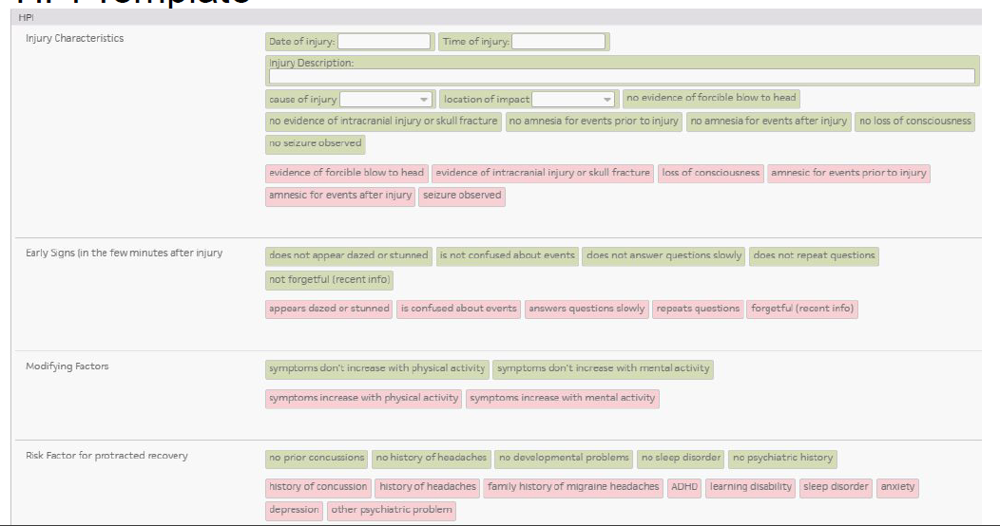 HPI Template
HPI
Injury Characteristics
Date of injury: Time of injury:
Injury Description:
cause of injury location of impact no evidence of forcible blow to head
no evidence of intracranial injury or skull fracture no amnesia for events prior to injury no amnesia for events after injury no loss of consciousness
no seizure observed
evidence of forcible blow to head evidence of intracranial injury or skull fracture loss of consciousness amnesic for events prior to injury
amnesic for events after injury seizure observed
Early Signs (in the few minutes after injury
does not appear dazed or stunned is not confused about events does not answer questions slowly does not repeat questions
not forgetful (recent info)
appears dazed or stunned is confused about events answers questions slowly repeats questions forgetful (recent info)
Modifying Factors
symptoms don't increase with physical activity symptoms don't increase with mental activity
symptoms increase with physical activity symptoms increase with mental activity
Risk Factor for protracted recovery
no prior concussions no history of headaches no developmental problems no sleep disorder no psychiatric history
history of concussion history of headaches family history of migraine headaches ADHD learning disability sleep disorder anxiety
depression other psychiatric problem